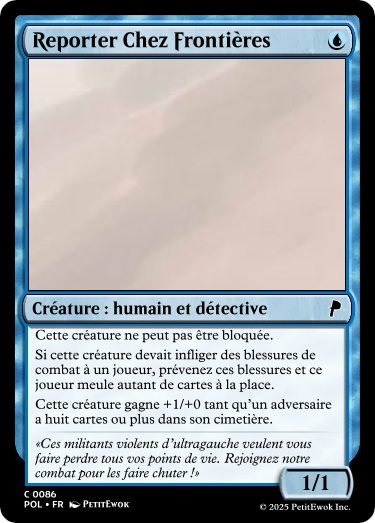 Reporter Chez Frontières
Créature : humain et détective
Cette créature ne peut pas être bloquée.
Si cette créature devait infliger des blessures de
combat à un joueur, prévenez ces blessures et ce
joueur meule autant de cartes à la place.
Cette créature gagne +1/+0 tant qu'un adversaire
a huit cartes ou plus dans son cimetière.
«Ces militants violents d'ultragauche veulent vous
faire perdre tous vos points de vie. Rejoignez notre
combat pour les faire chuter !»
1/1
C 0086
POL • FR PetitEwok
© 2025 PetitEwok Inc.